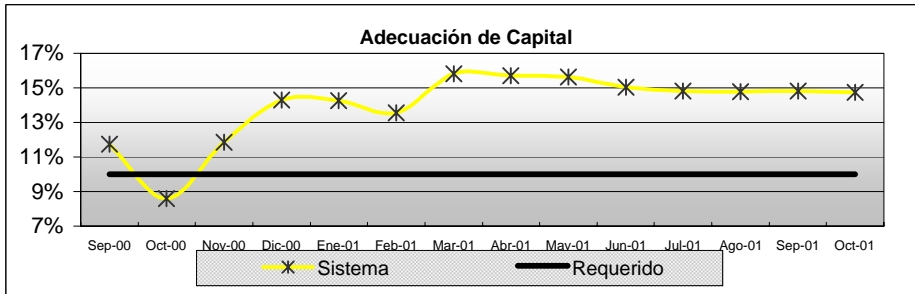 Adecuación de Capital
17%
15%
13%
11%
9%
7%
Sep-00 Oct-00 Nov-00 Dic-00 Ene-01 Feb-01 Mar-01 Abr-01 May-01 Jun-01 Jul-01 Ago-01 Sep-01 Oct-01
Sistema Requerido